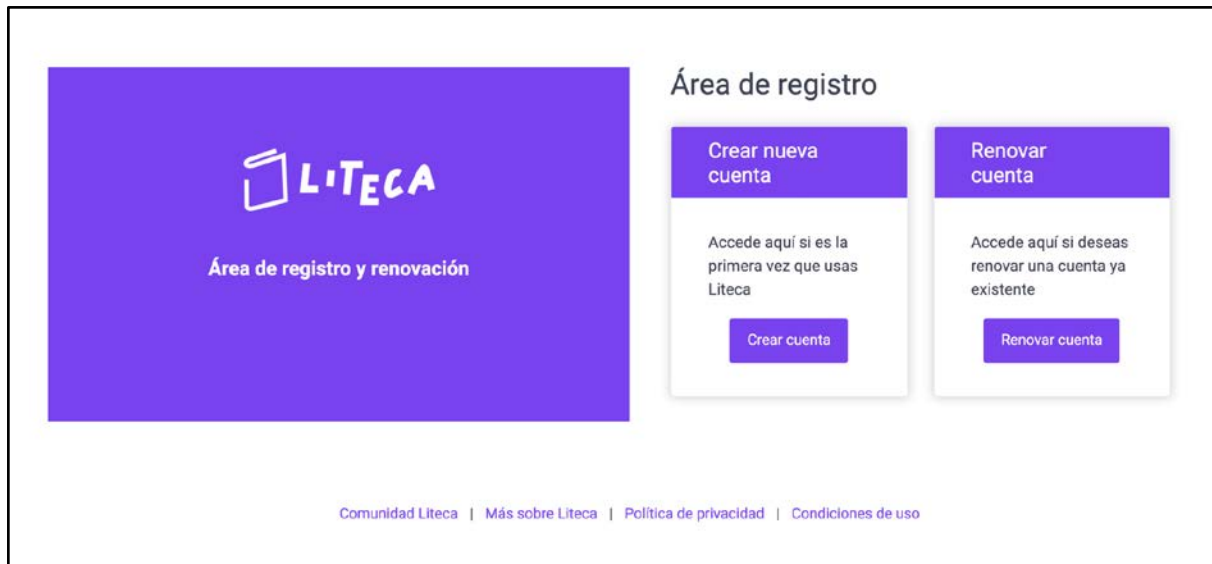 LITECA
Área de registro y renovación
Área de registro
Crear nueva
cuenta
Accede aquí si es la
primera vez que usas
Liteca
Crear cuenta
Renovar
cuenta
Accede aquí si deseas
renovar una cuenta ya
existente
Renovar cuenta
Comunidad Liteca | Más sobre Liteca | Política de privacidad | Condiciones de uso